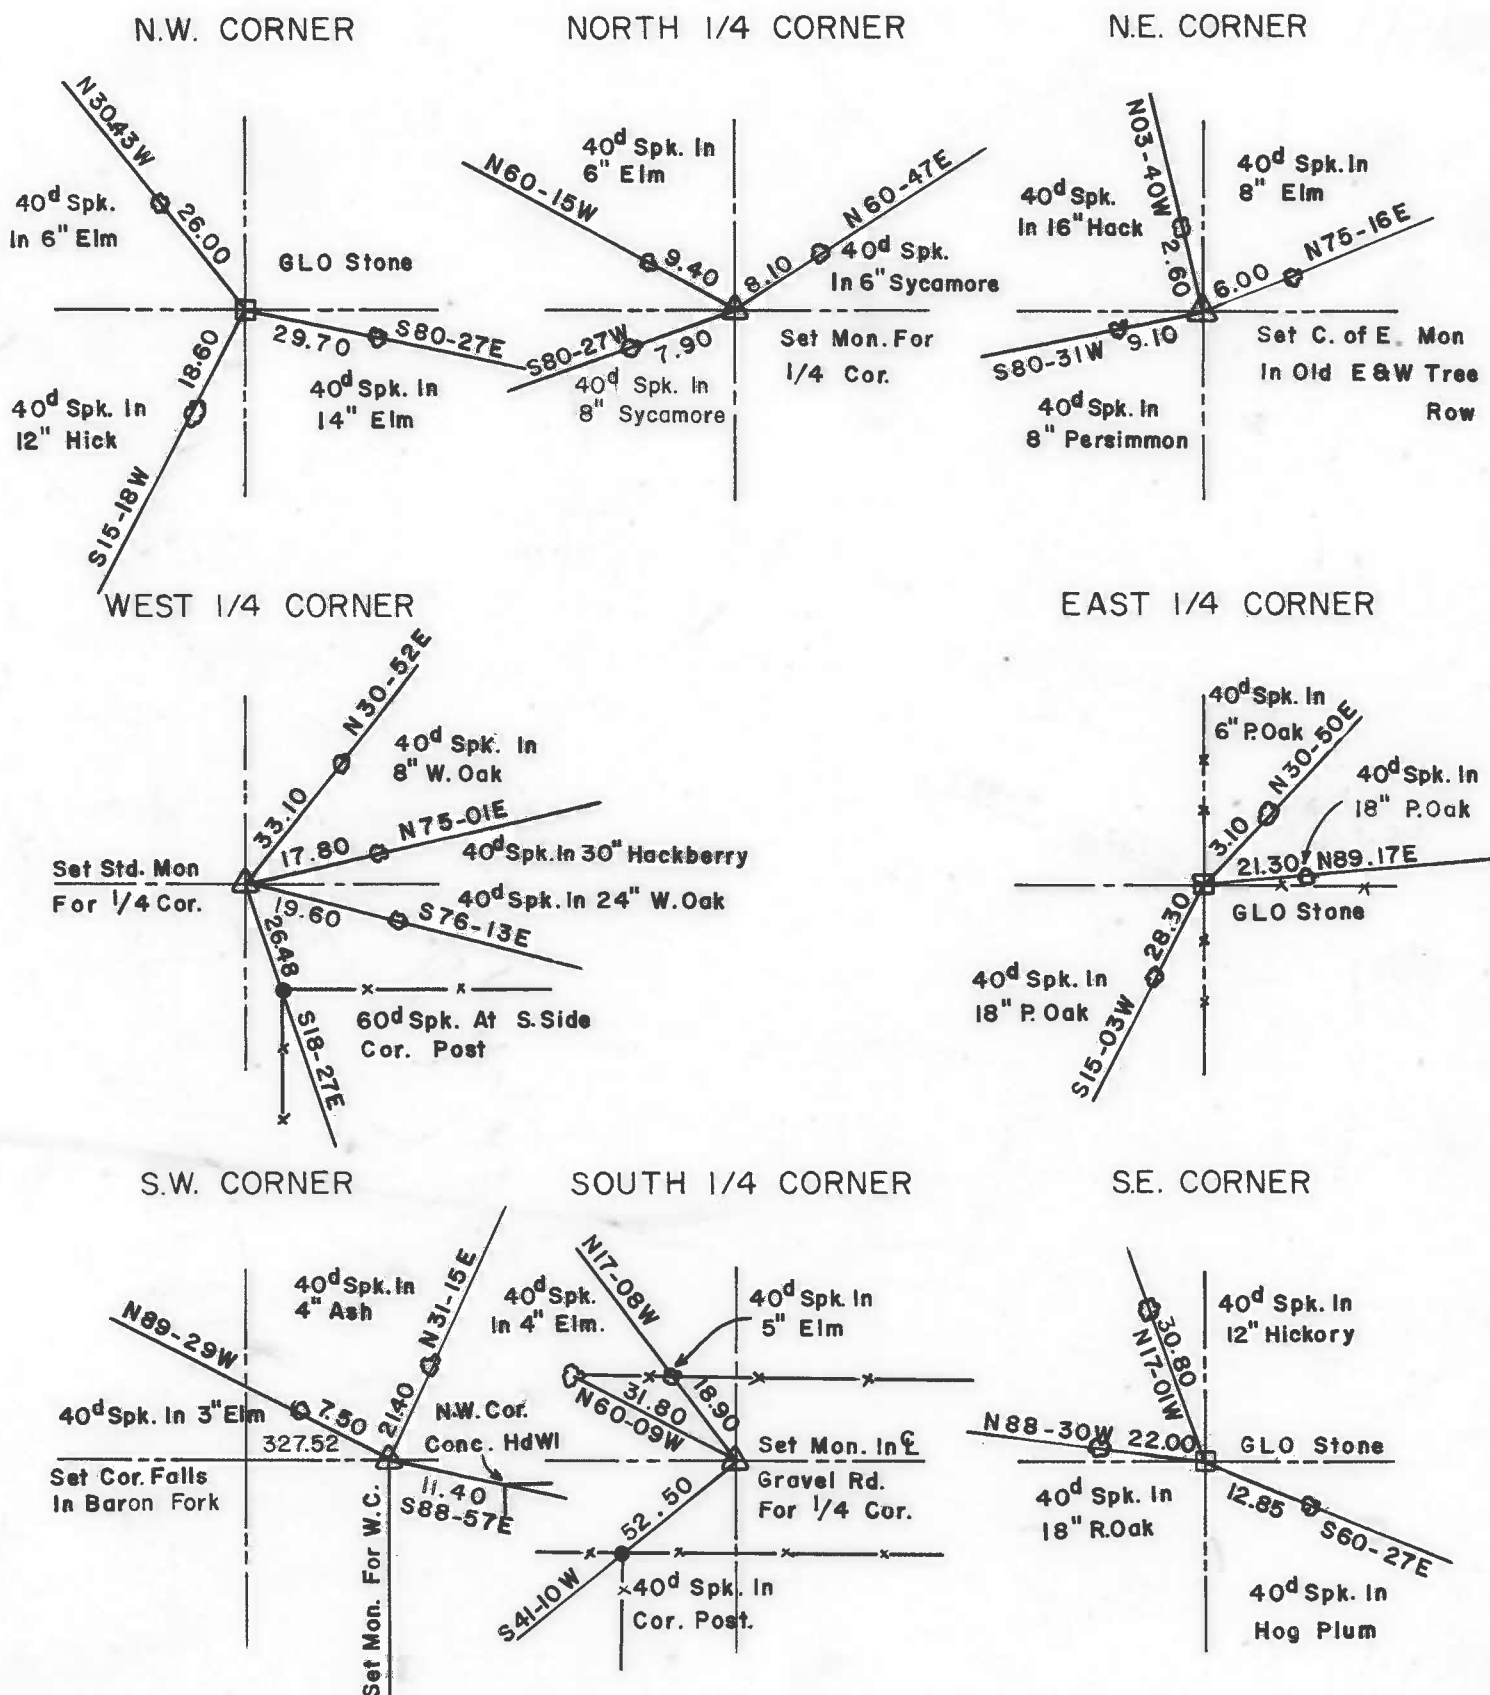 N.W. CORNER
N30.43W
26.00
40d Spk.
In 6" Elm
GLO Stone
29.70
S80-27E
40d Spk. In
14" Elm
18.60
40d Spk. In
12" Hick
S15-18W
NORTH 1/4 CORNER
40d Spk. In
6" Elm
N60-15W
9.40
N60-47E
8.10
40d Spk.
In 6" Sycamore
S80-27W
7.90
40d Spk. In
8" Sycamore
Set Mon. For
1/4 Cor.
N.E. CORNER
N03-40W
2.60
40d Spk.
In 16" Hack
40d Spk. In
8" Elm
N75-16E
6.00
S80-31W
9.10
40d Spk. In
8" Persimmon
Set C. of E. Mon
In Old E&W Tree
Row
WEST 1/4 CORNER
N30-52E
33.10
40d Spk. In
8" W. Oak
N75-01E
17.80
40d Spk. In 30" Hackberry
Set Std. Mon
For 1/4 Cor.
40d Spk. In 24" W. Oak
19.60
S76-13E
26.48
S18-27E
60d Spk. At S. Side
Cor. Post
EAST 1/4 CORNER
40d Spk. In
6" P.Oak
N30-50E
3.10
40d Spk. In
18" P.Oak
21.30'
N89.17E
GLO Stone
28.30
S15-03W
40d Spk. In
18" P. Oak
S.W. CORNER
40d Spk. In
4" Ash
N31-15E
21.40
N89-29W
7.50
40d Spk. In 3" Elm
327.52
Set Cor. Falls
In Baron Fork
N.W. Cor.
Conc. HdWl
11.40
S88-57E
Set Mon. For W.C.
SOUTH 1/4 CORNER
N17-08W
18.90
40d Spk.
In 4" Elm.
40d Spk. In
5" Elm
31.80
N60-09W
Set Mon. In ℄
Gravel Rd.
For 1/4 Cor.
52.50
S41-10W
40d Spk. In
Cor. Post.
S.E. CORNER
30.80
N17-01W
40d Spk. In
12" Hickory
N88-30W
22.00
GLO Stone
40d Spk. In
18" R.Oak
12.85
S60-27E
40d Spk. In
Hog Plum